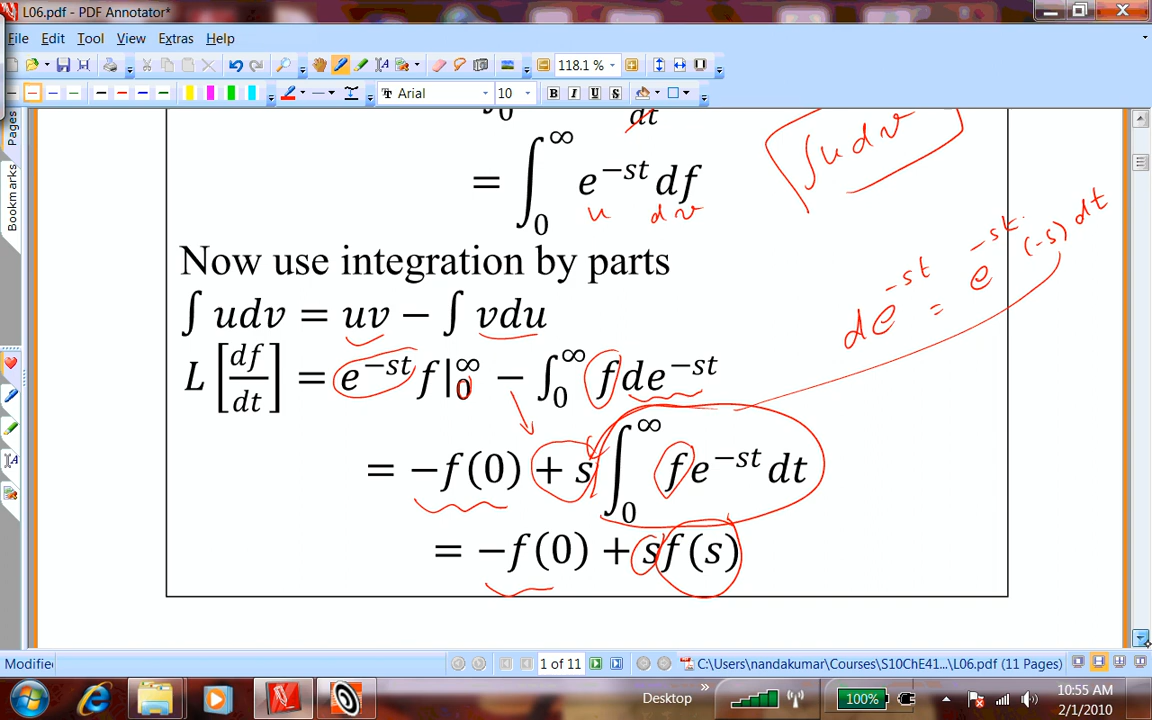 L06.pdf - PDF Annotator*
File Edit Tool View Extras Help
118.1 %
Arial 10 B I U S
Pages
Bookmarks
∫₀ dt
= ∫₀^∞ e^{−st} df
u dv
∫udv
Now use integration by parts
∫ udv = uv − ∫ vdu
de^{-st} = e^{-st} (-s) dt
L [df/dt] = e^{−st} f|₀^∞ − ∫₀^∞ f de^{−st}
= −f(0) + s ∫₀^∞ f e^{−st} dt
= −f(0) + sf(s)
Modified
1 of 11
C:\Users\nandakumar\Courses\S10ChE41...\L06.pdf (11 Pages)
Desktop »
100%
10:55 AM
2/1/2010